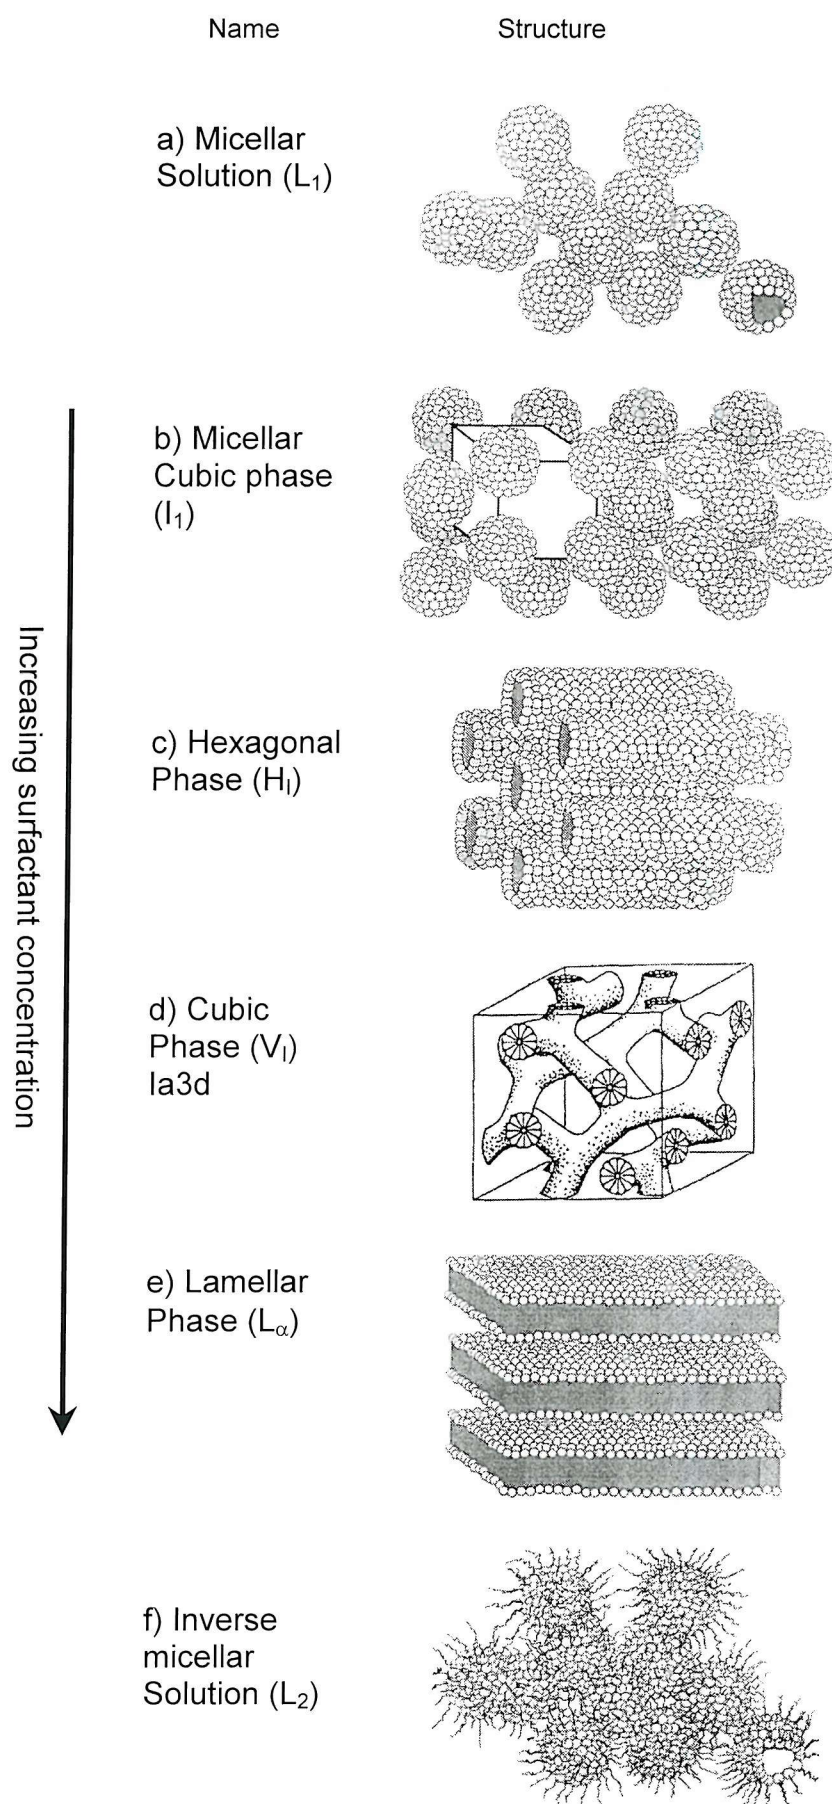 Name
Structure
a) Micellar
Solution (L₁)
b) Micellar
Cubic phase
(I₁)
c) Hexagonal
Phase (Hᵢ)
d) Cubic
Phase (Vᵢ)
Ia3d
e) Lamellar
Phase (Lα)
f) Inverse
micellar
Solution (L₂)
Increasing surfactant concentration